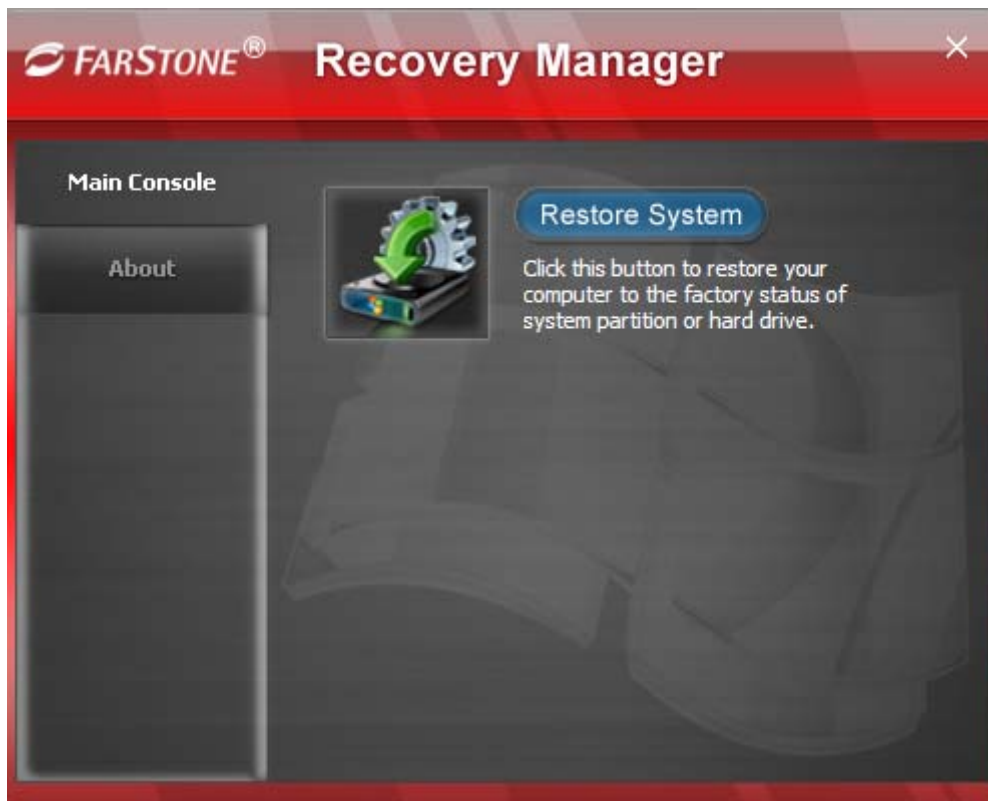 FARSTONE® Recovery Manager
Main Console
About
Restore System
Click this button to restore your
computer to the factory status of
system partition or hard drive.